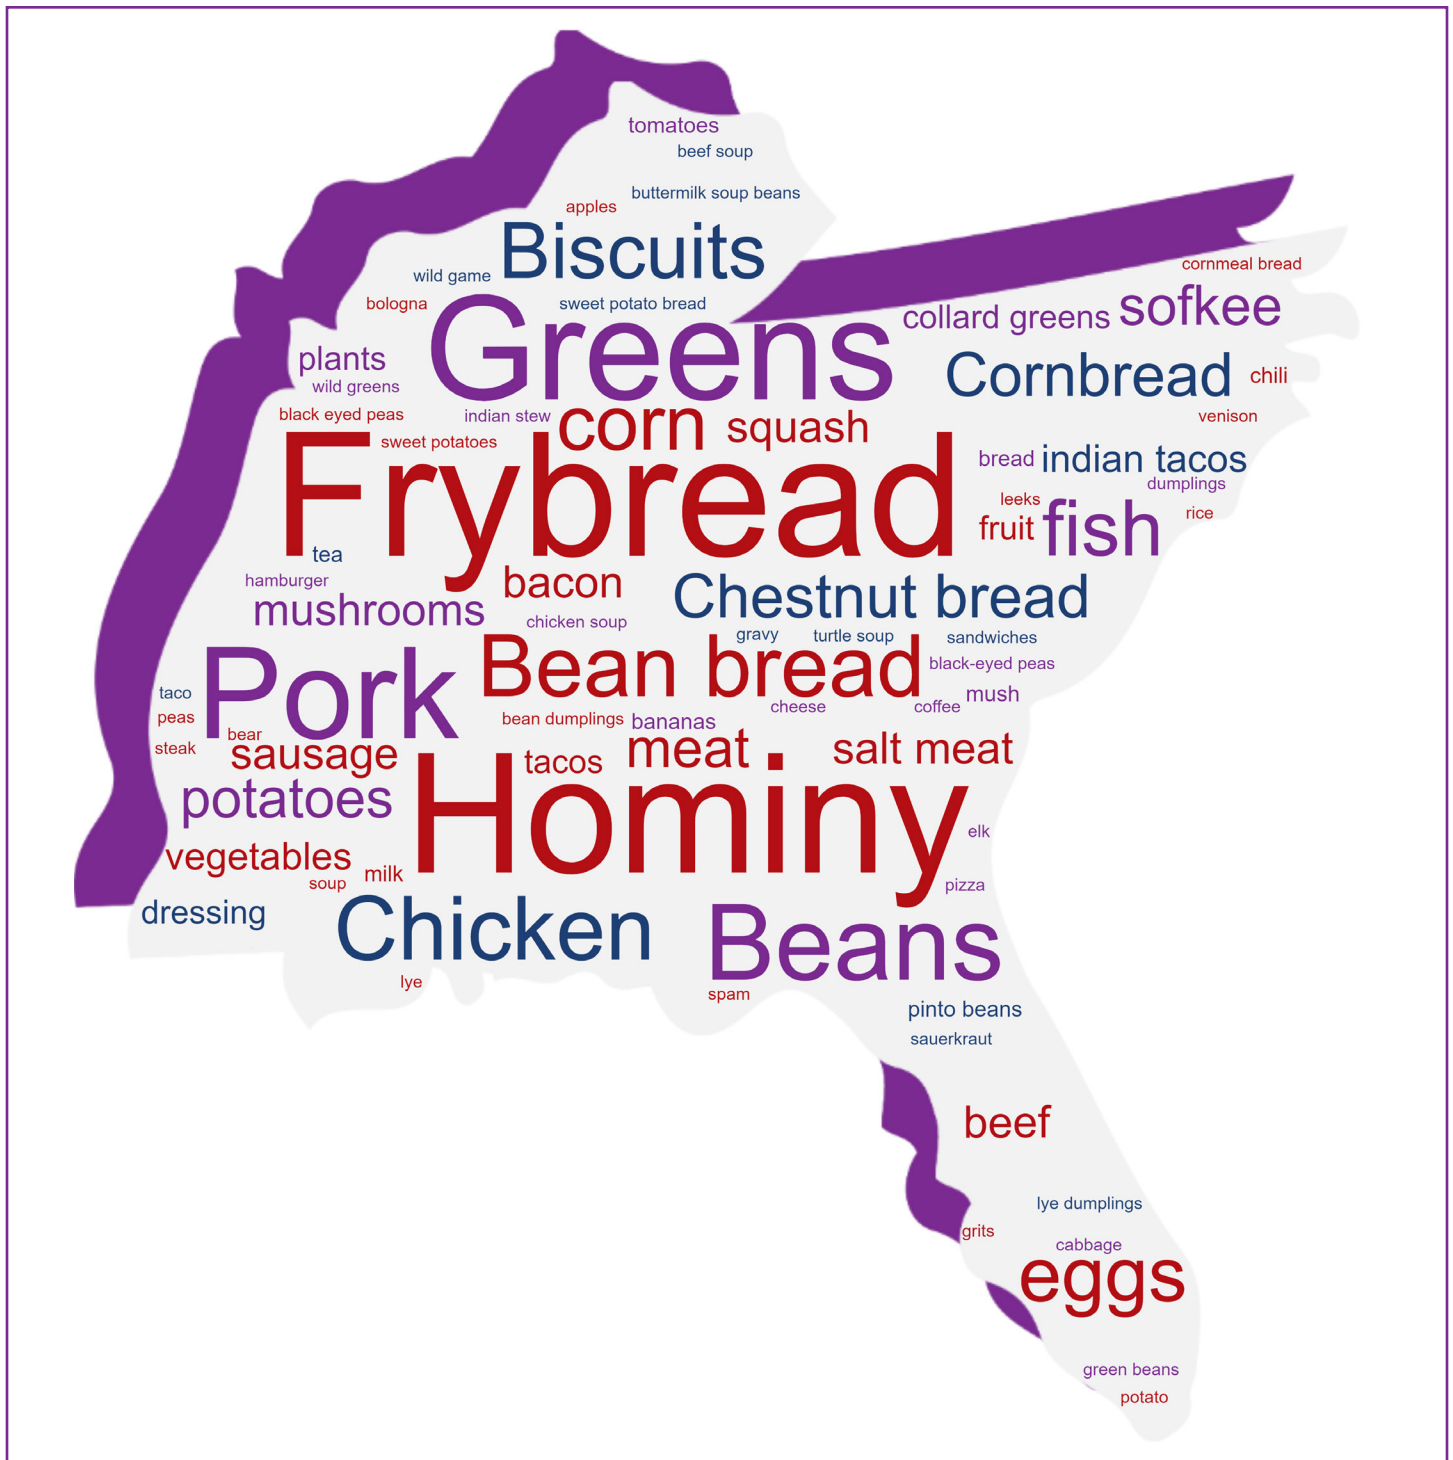 tomatoes
beef soup
buttermilk soup beans
apples
Biscuits
wild game
cornmeal bread
bologna
sweet potato bread
Greens
collard greens
sofkee
plants
wild greens
Cornbread
chili
black eyed peas
indian stew
corn
squash
venison
sweet potatoes
Frybread
bread
indian tacos
dumplings
leeks
rice
fruit
fish
tea
hamburger
bacon
Chestnut bread
mushrooms
chicken soup
gravy
turtle soup
sandwiches
Pork
Bean bread
black-eyed peas
taco
mush
peas
bean dumplings
bananas
cheese
coffee
bear
steak
sausage
tacos
meat
salt meat
potatoes
Hominy
elk
vegetables
milk
soup
pizza
dressing
Chicken
Beans
lye
spam
pinto beans
sauerkraut
beef
lye dumplings
grits
cabbage
eggs
green beans
potato